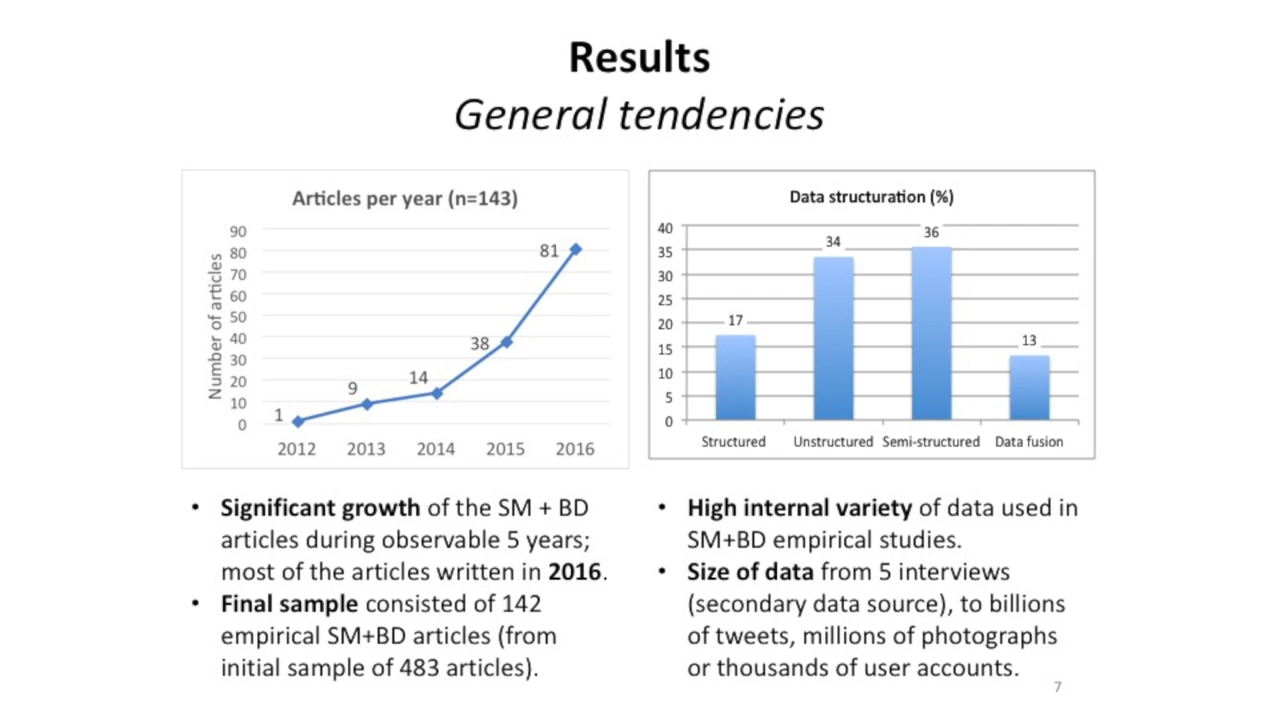 Results
General tendencies
Articles per year (n=143)
Number of articles
90
80
70
60
50
40
30
20
10
0
1
9
14
38
81
2012 2013 2014 2015 2016
Data structuration (%)
40
35
30
25
20
15
10
5
0
17
34
36
13
Structured Unstructured Semi-structured Data fusion
• Significant growth of the SM + BD
articles during observable 5 years;
most of the articles written in 2016.
• Final sample consisted of 142
empirical SM+BD articles (from
initial sample of 483 articles).
• High internal variety of data used in
SM+BD empirical studies.
• Size of data from 5 interviews
(secondary data source), to billions
of tweets, millions of photographs
or thousands of user accounts.
7